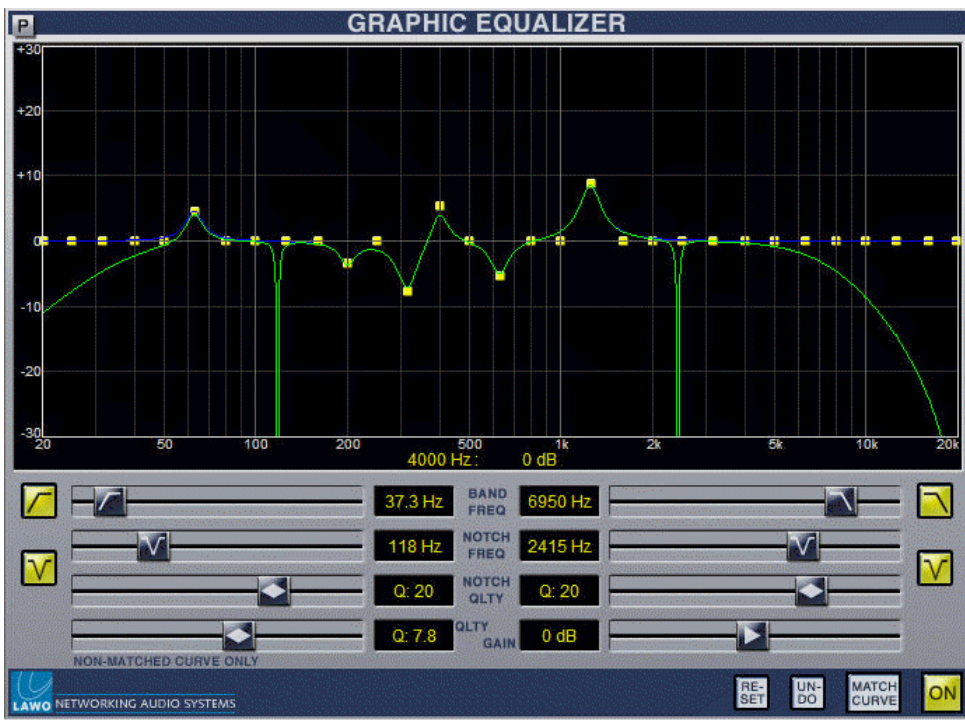 P GRAPHIC EQUALIZER
+30
+20
+10
0
-10
-20
-30
20 50 100 200 500 1k 2k 5k 10k 20k
4000 Hz : 0 dB
37.3 Hz BAND FREQ 6950 Hz
118 Hz NOTCH FREQ 2415 Hz
Q: 20 NOTCH QLTY Q: 20
Q: 7.8 QLTY GAIN 0 dB
NON-MATCHED CURVE ONLY
LAWO NETWORKING AUDIO SYSTEMS
RE-SET UN-DO MATCH CURVE ON